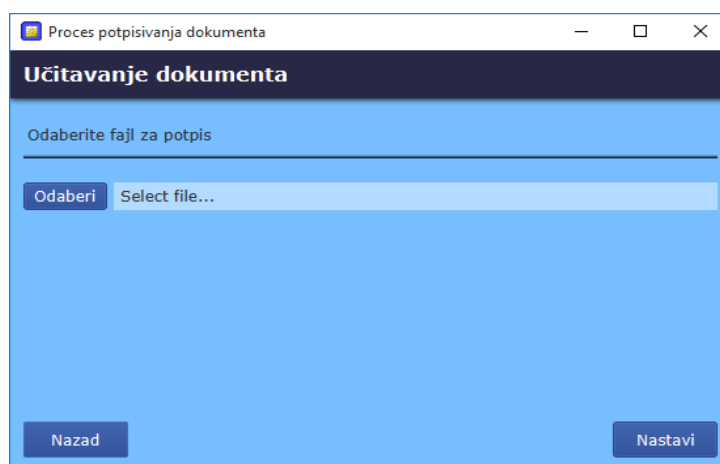 Proces potpisivanja dokumenta
Učitavanje dokumenta
Odaberite fajl za potpis
Odaberi Select file...
Nazad Nastavi